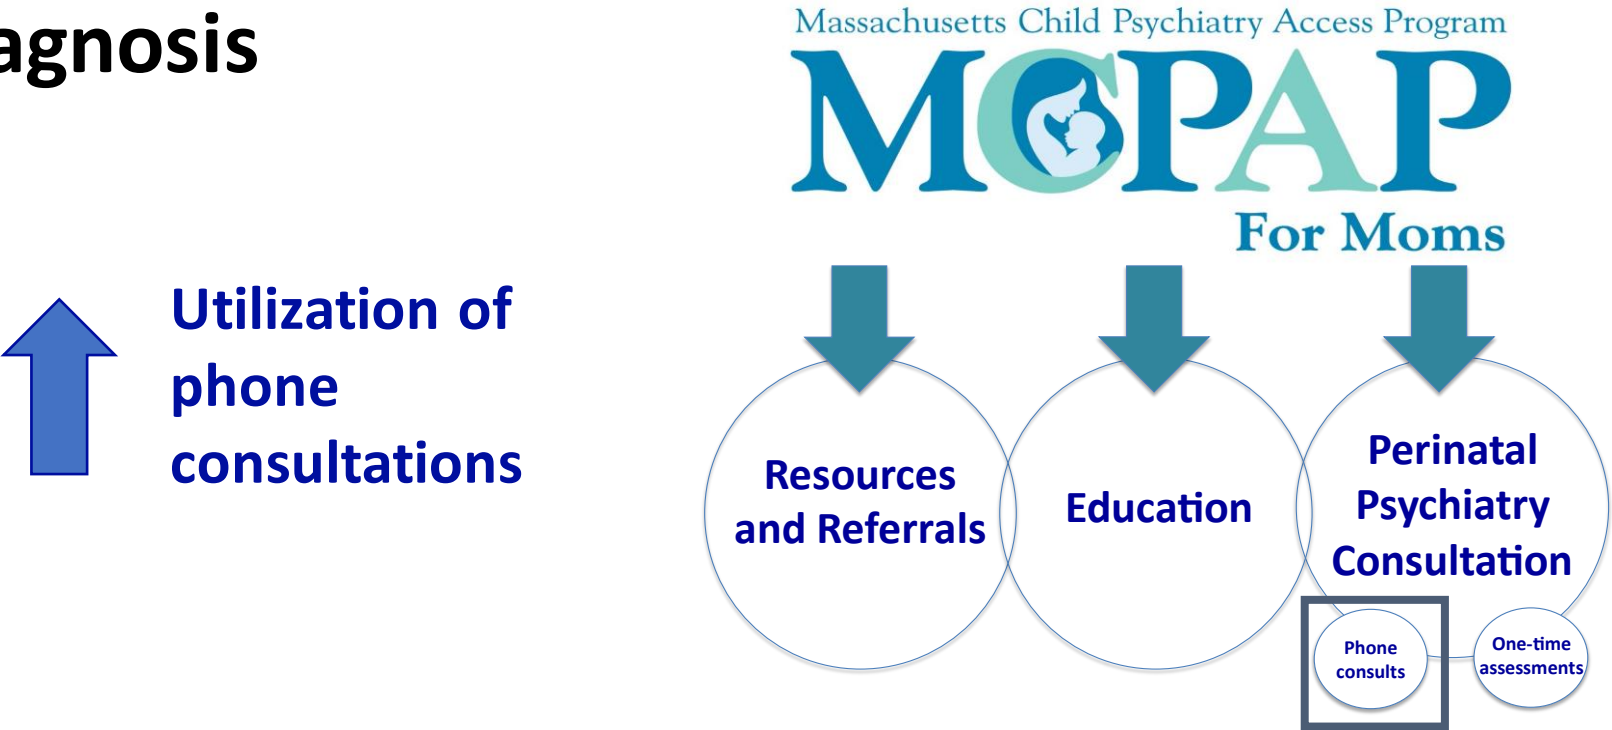 agnosis
Massachusetts Child Psychiatry Access Program
MCPAP
For Moms
Utilization of
phone
consultations
Resources
and Referrals
Education
Perinatal
Psychiatry
Consultation
Phone
consults
One-time
assessments